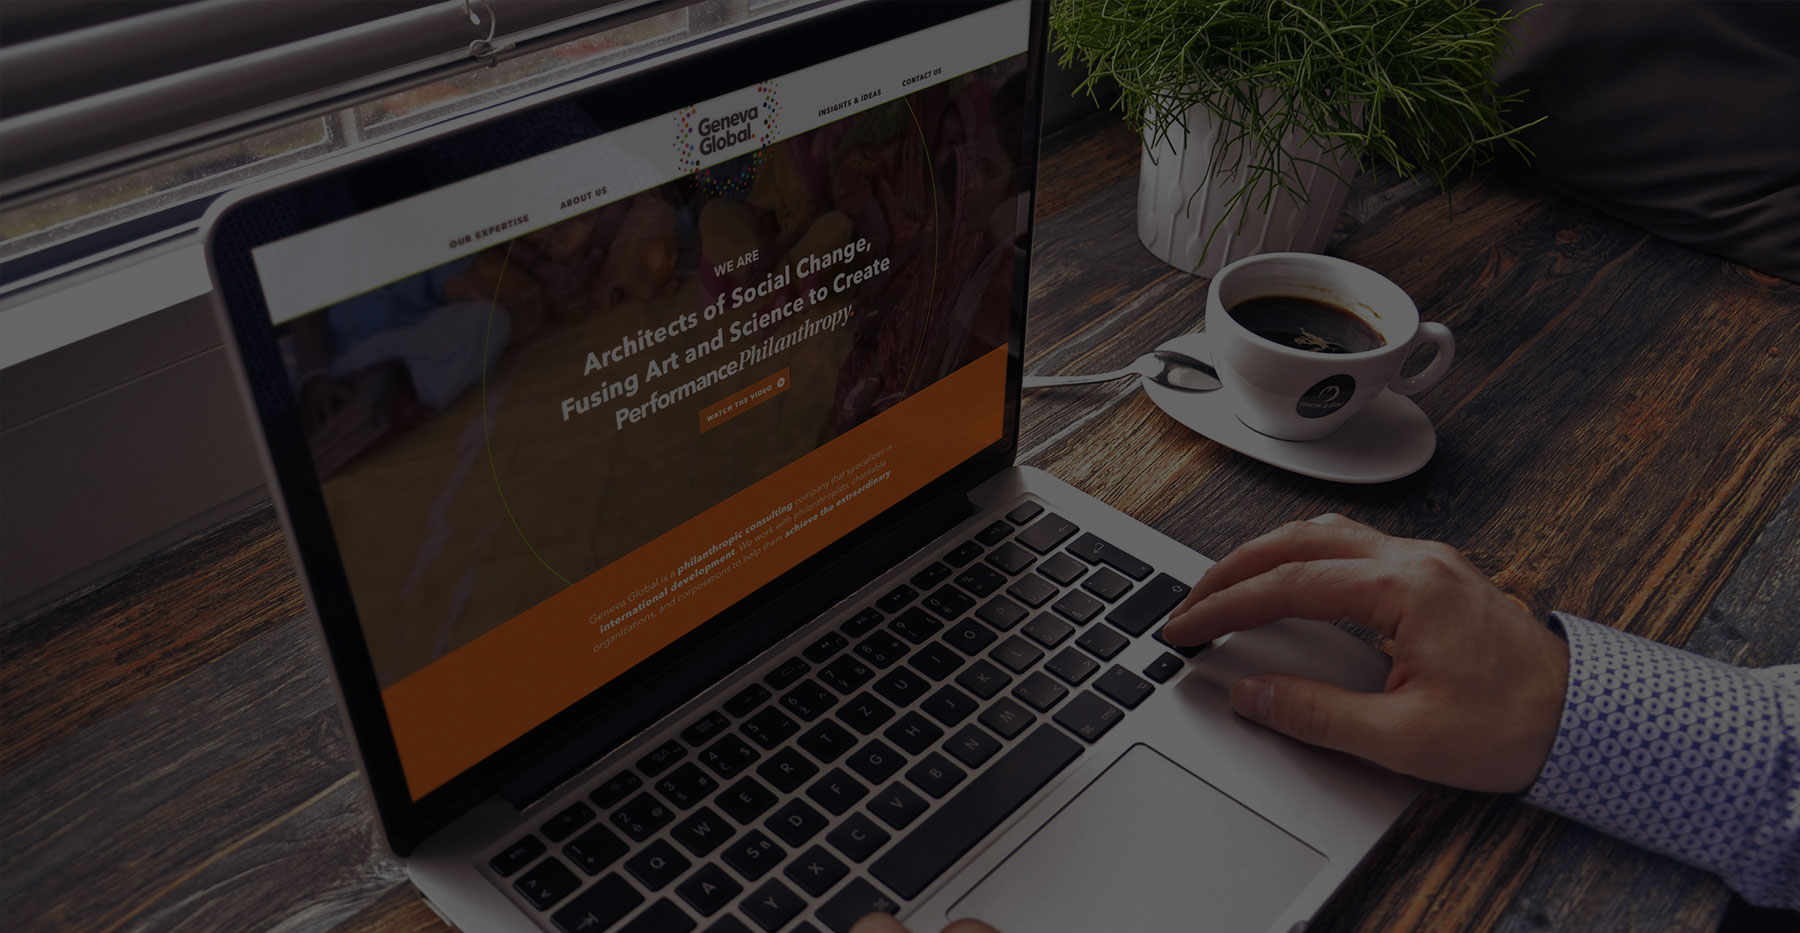 OUR EXPERTISE
ABOUT US
Geneva
Global.
INSIGHTS & IDEAS
CONTACT US
WE ARE
Architects of Social Change,
Fusing Art and Science to Create
Performance Philanthropy.
WATCH THE VIDEO
Geneva Global is a philanthropic consulting company that specializes in
international development. We work with philanthropists, charitable
organizations, and corporations to help them achieve the extraordinary
mokador
esc
Q
W
E
R
T
Z
U
I
O
P
A
S
D
F
G
H
J
K
L
Y
X
C
V
B
N
M